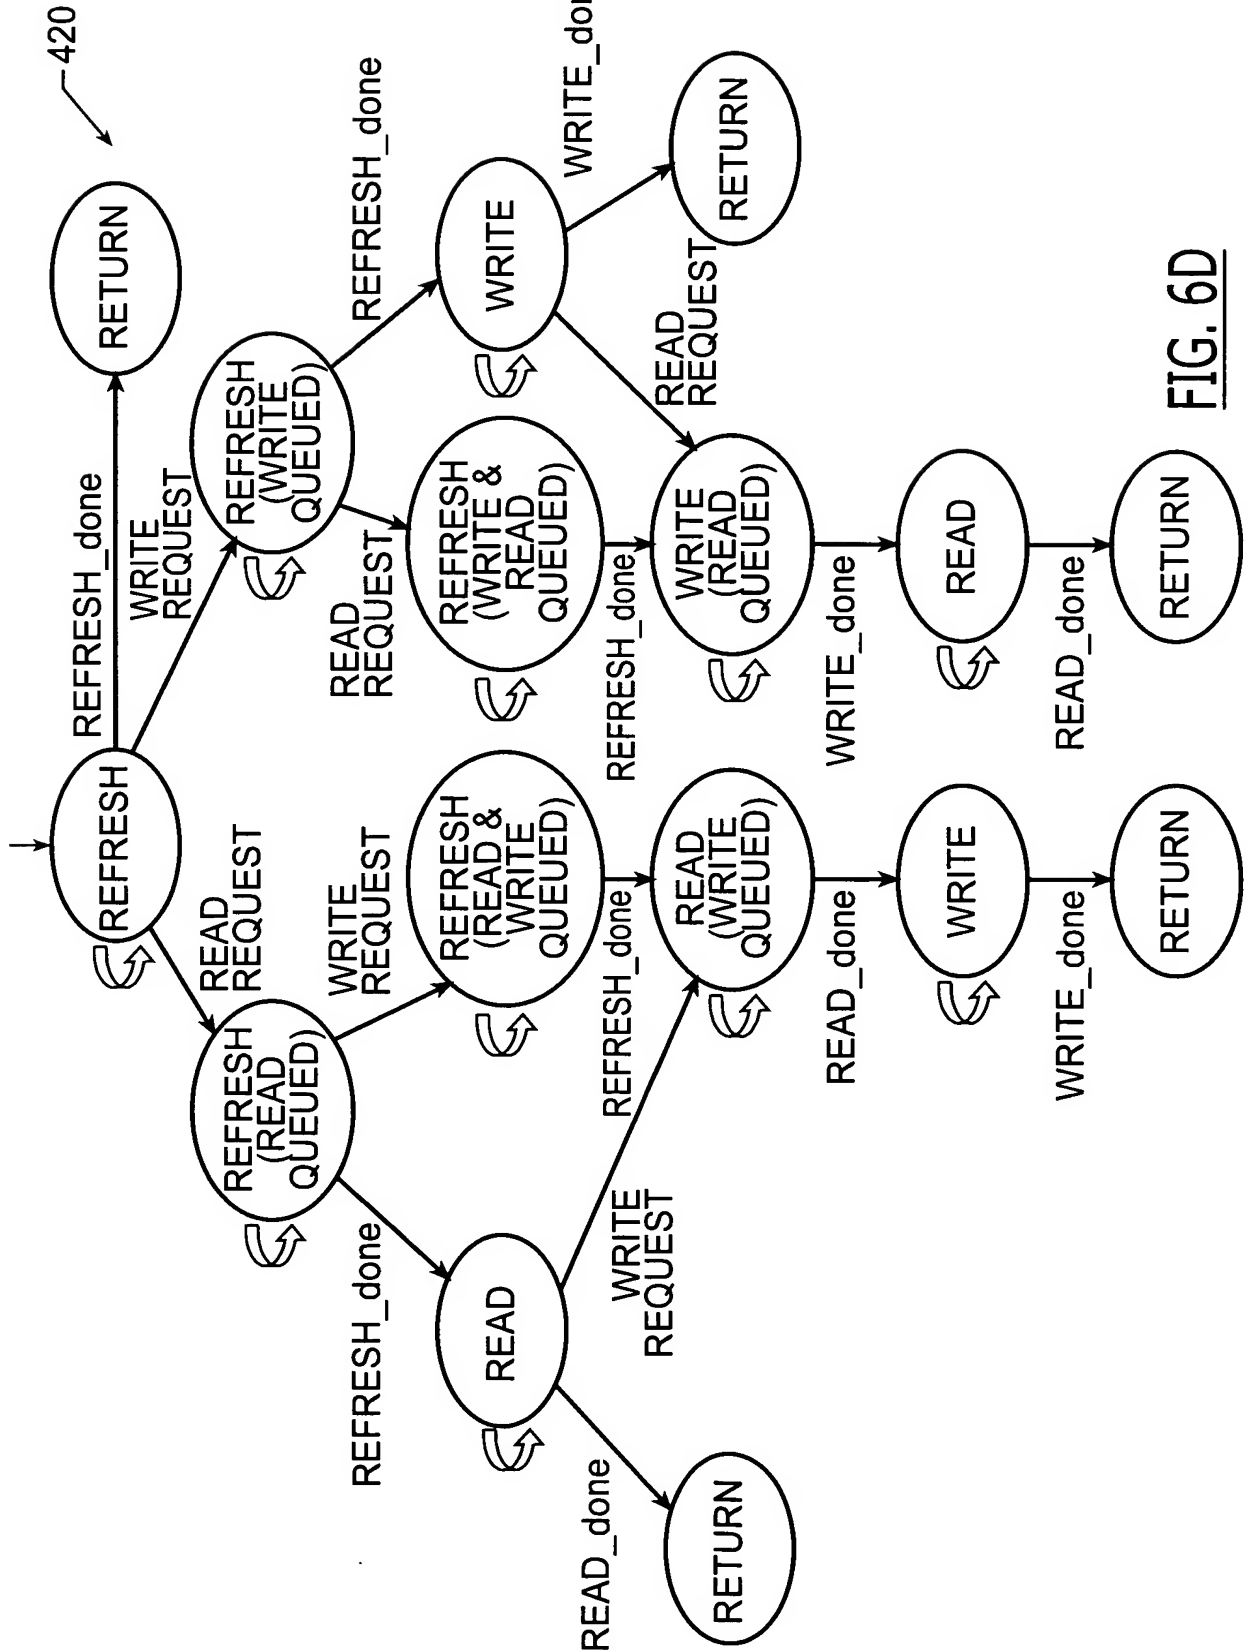 420
REFRESH
REFRESH_done
RETURN
READ
REQUEST
WRITE
REQUEST
REFRESH
(READ
QUEUED)
REFRESH
(WRITE
QUEUED)
REFRESH_done
WRITE
REQUEST
READ
REQUEST
REFRESH_done
READ
REFRESH
(READ &
WRITE
QUEUED)
REFRESH
(WRITE &
READ
QUEUED)
WRITE
READ_done
WRITE
REQUEST
REFRESH_done
REFRESH_done
READ
REQUEST
WRITE_do
RETURN
READ
(WRITE
QUEUED)
WRITE
(READ
QUEUED)
RETURN
READ_done
WRITE_done
WRITE
READ
WRITE_done
READ_done
RETURN
RETURN
FIG. 6D